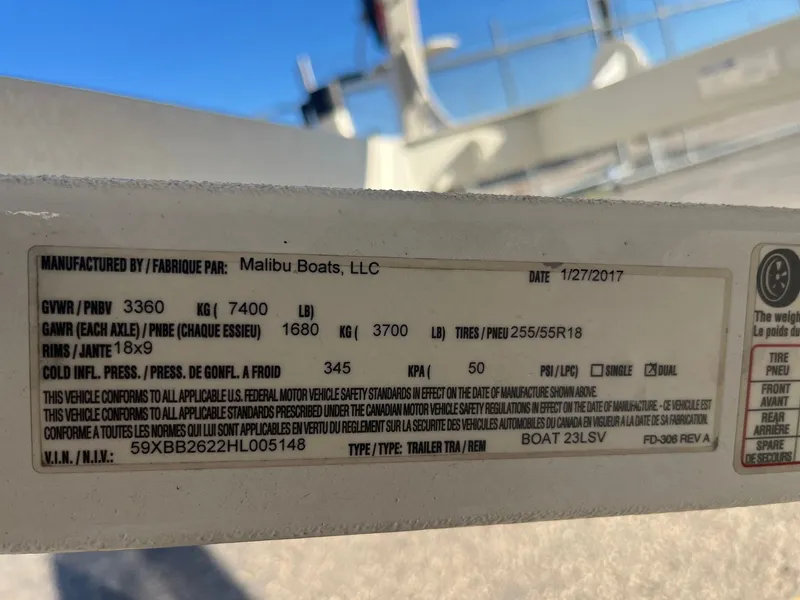 MANUFACTURED BY / FABRIQUE PAR: Malibu Boats, LLC DATE 1/27/2017
GVWR / PNBV 3360 KG ( 7400 LB)
GAWR (EACH AXLE) / PNBE (CHAQUE ESSIEU) 1680 KG ( 3700 LB) TIRES / PNEU 255/55R18
RIMS / JANTE 18x9
COLD INFL. PRESS. / PRESS. DE GONFL. A FROID 345 KPA ( 50 PSI / LPC) SINGLE DUAL
THIS VEHICLE CONFORMS TO ALL APPLICABLE U.S. FEDERAL MOTOR VEHICLE SAFETY STANDARDS IN EFFECT ON THE DATE OF MANUFACTURE SHOWN ABOVE.
THIS VEHICLE CONFORMS TO ALL APPLICABLE STANDARDS PRESCRIBED UNDER THE CANADIAN MOTOR VEHICLE SAFETY REGULATIONS IN EFFECT ON THE DATE OF MANUFACTURE. - CE VEHICULE EST
CONFORME A TOUTES LES NORMES QUI LUI SONT APPLICABLES EN VERTU DU REGLEMENT SUR LA SECURITE DES VEHICULES AUTOMOBILES DU CANADA EN VIGUEUR A LA DATE DE SA FABRICATION.
V.I.N. / N.I.V.: 59XBB2622HL005148 TYPE / TYPE: TRAILER TRA / REM BOAT 23LSV FD-306 REV A
The weigh
Le poids du
TIRE
PNEU
FRONT
AVANT
REAR
ARRIÈRE
SPARE
DE SECOURS